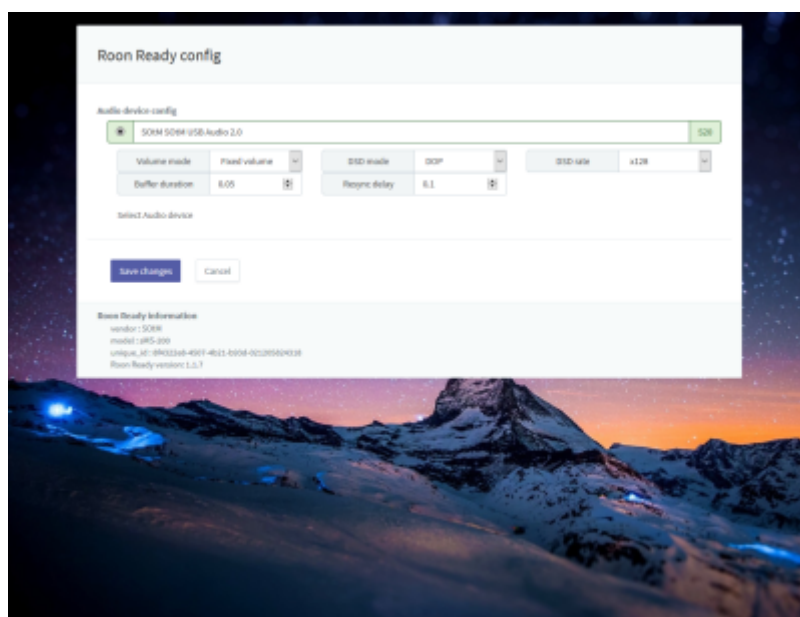 Roon Ready config
Audio device config
SOtM SOtM USB Audio 2.0 S20
Volume mode Fixed volume DSD mode DOP DSD rate x128
Buffer duration 0.05 Resync delay 0.1
Select Audio device
Save changes Cancel
Roon Ready information
vendor : SOtM
model : sMS-200
unique_id :
Roon Ready version: 1.1.7